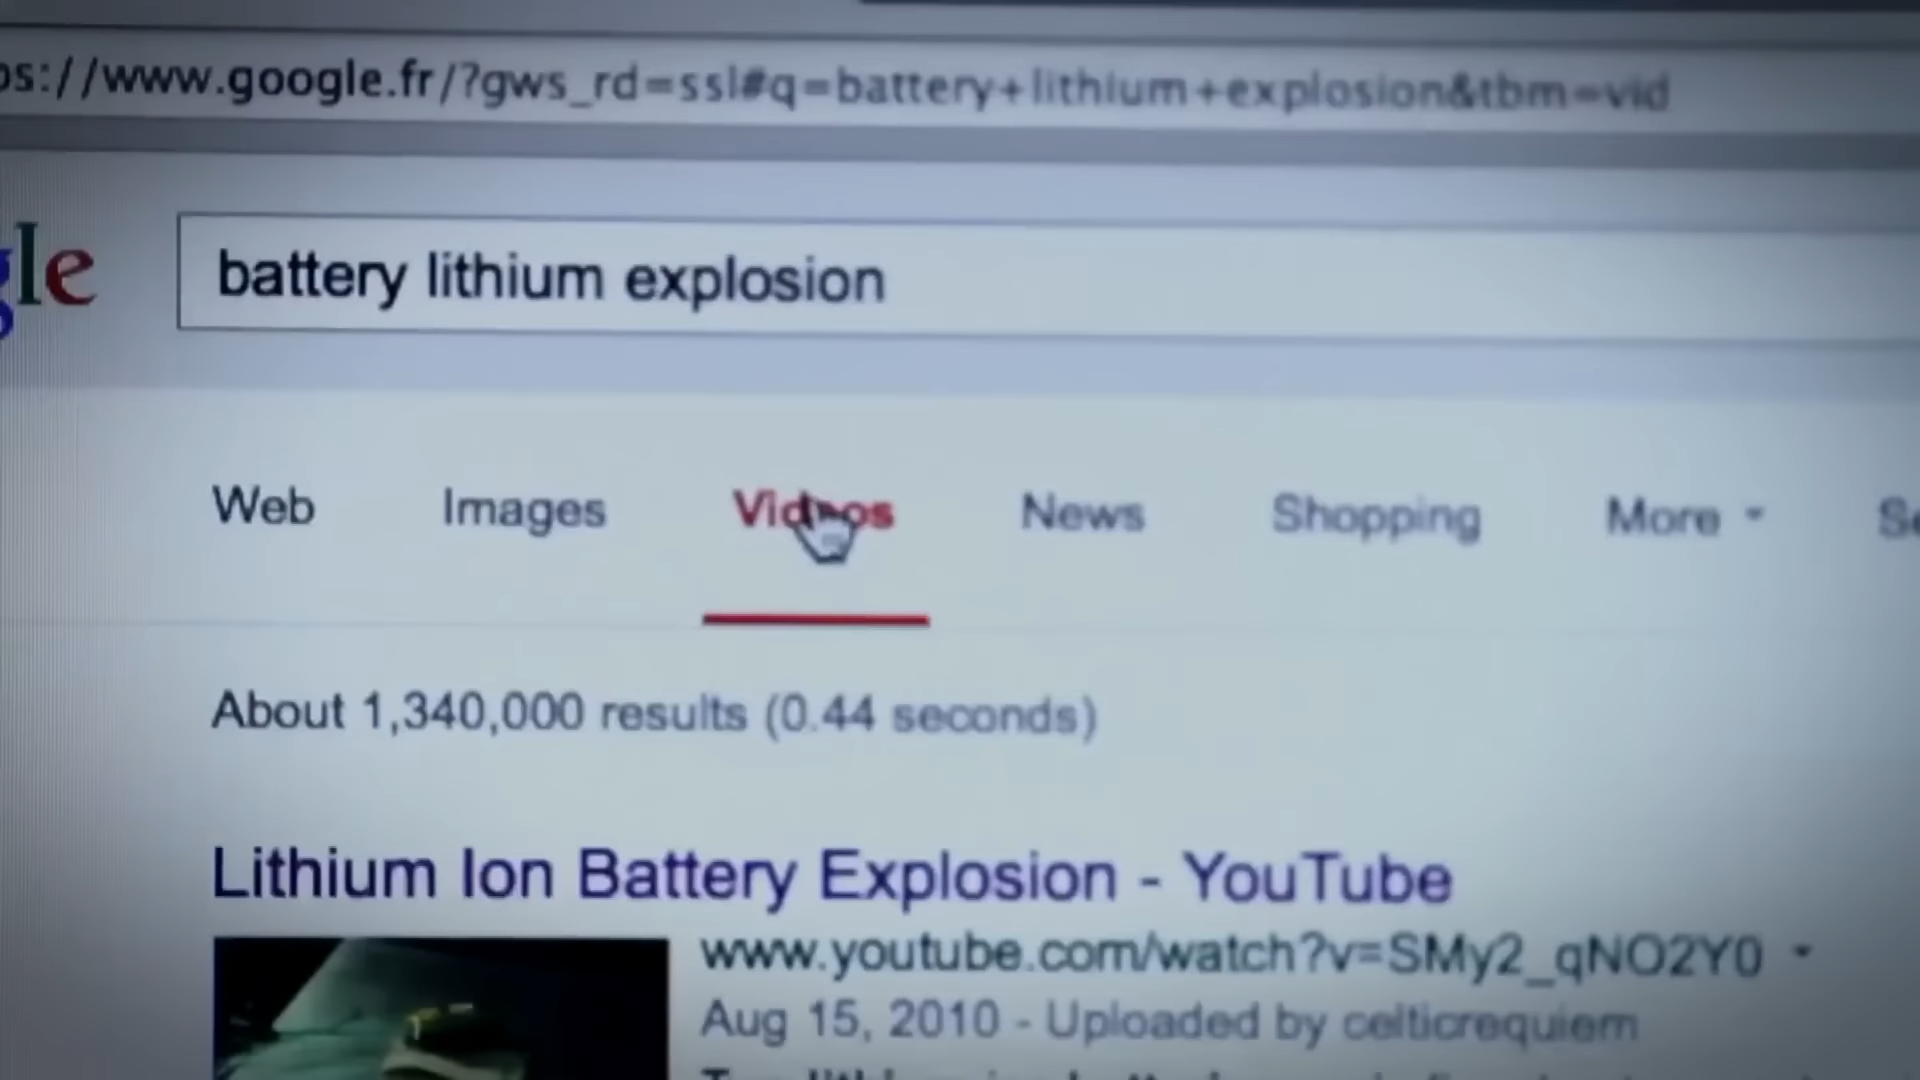 ps://www.google.fr/?gws_rd=ssl#q=battery+lithium+explosion&tbm=vid
gle
battery lithium explosion
Web Images Videos News Shopping More
About 1,340,000 results (0.44 seconds)
Lithium Ion Battery Explosion - YouTube
www.youtube.com/watch?v=SMy2_qNO2Y0
Aug 15, 2010 - Uploaded by celticrequiem